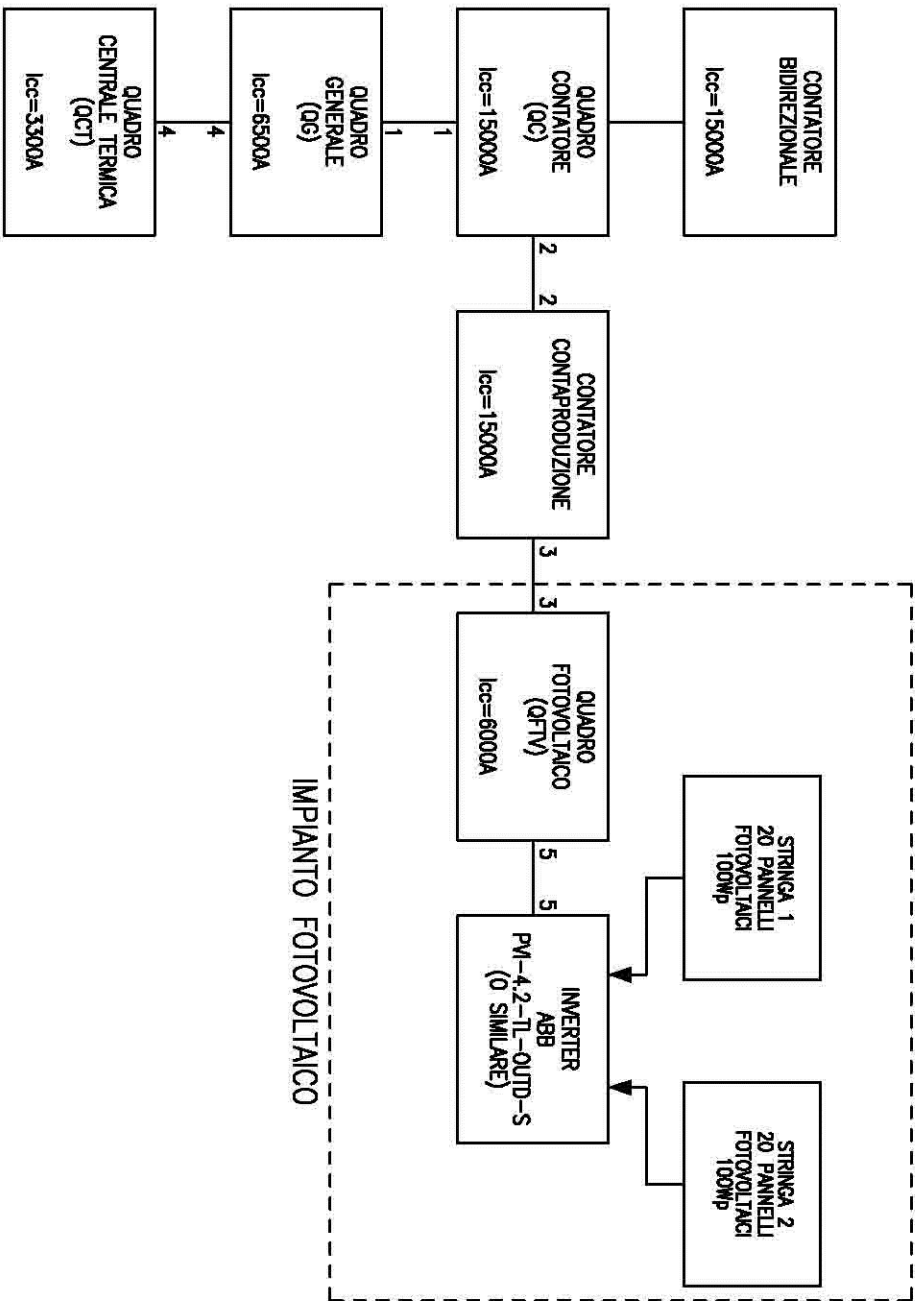 CONTATORE
BIDIREZIONALE
Icc=15000A
QUADRO
CONTATORE
(QC)
Icc=15000A
2
2
CONTATORE
CONTAPRODUZIONE
Icc=15000A
3
3
QUADRO
FOTOVOLTAICO
(QFTV)
Icc=6000A
5
5
INVERTER
ABB
PVI-4.2-TL-OUTD-S
(O SIMILARE)
STRINGA 1
20 PANNELLI
FOTOVOLTAICI
100Wp
STRINGA 2
20 PANNELLI
FOTOVOLTAICI
100Wp
1
1
QUADRO
GENERALE
(QG)
Icc=6500A
4
4
QUADRO
CENTRALE TERMICA
(QCT)
Icc=3300A
IMPIANTO FOTOVOLTAICO